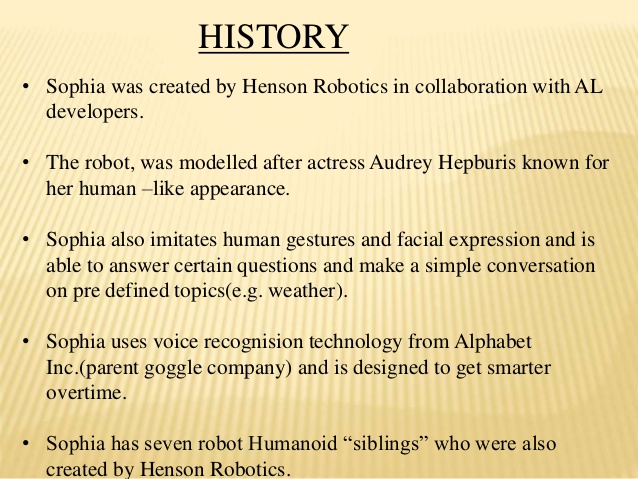 HISTORY
• Sophia was created by Henson Robotics in collaboration with AL
developers.
• The robot, was modelled after actress Audrey Hepburis known for
her human –like appearance.
• Sophia also imitates human gestures and facial expression and is
able to answer certain questions and make a simple conversation
on pre defined topics(e.g. weather).
• Sophia uses voice recognision technology from Alphabet
Inc.(parent goggle company) and is designed to get smarter
overtime.
• Sophia has seven robot Humanoid “siblings” who were also
created by Henson Robotics.